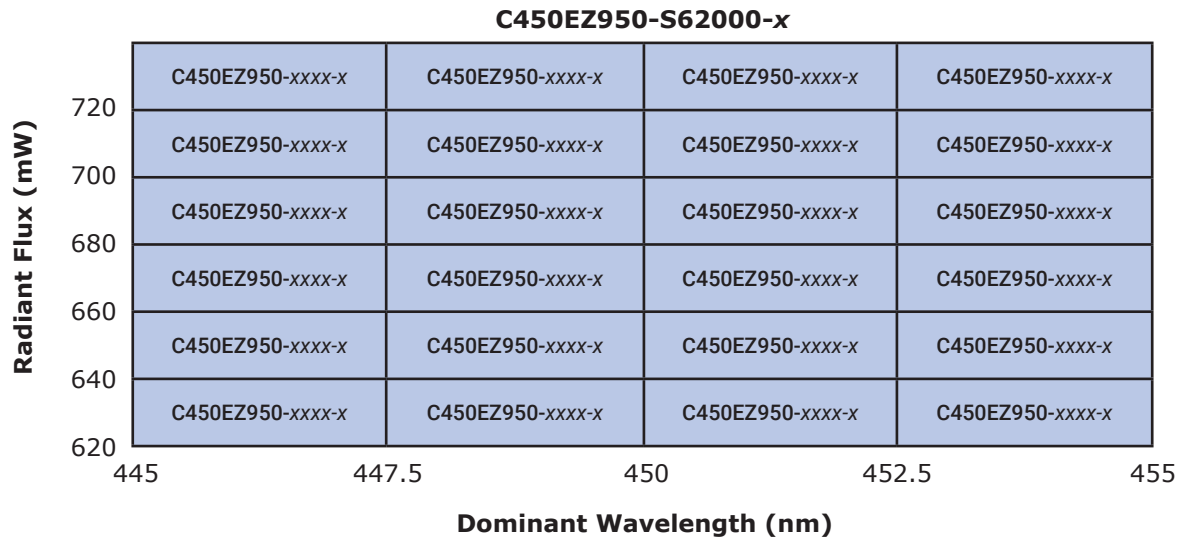 C450EZ950-S62000-x
C450EZ950-xxxx-x C450EZ950-xxxx-x C450EZ950-xxxx-x C450EZ950-xxxx-x
720
C450EZ950-xxxx-x C450EZ950-xxxx-x C450EZ950-xxxx-x C450EZ950-xxxx-x
700
C450EZ950-xxxx-x C450EZ950-xxxx-x C450EZ950-xxxx-x C450EZ950-xxxx-x
680
C450EZ950-xxxx-x C450EZ950-xxxx-x C450EZ950-xxxx-x C450EZ950-xxxx-x
660
C450EZ950-xxxx-x C450EZ950-xxxx-x C450EZ950-xxxx-x C450EZ950-xxxx-x
640
C450EZ950-xxxx-x C450EZ950-xxxx-x C450EZ950-xxxx-x C450EZ950-xxxx-x
620
Radiant Flux (mW)
445 447.5 450 452.5 455
Dominant Wavelength (nm)